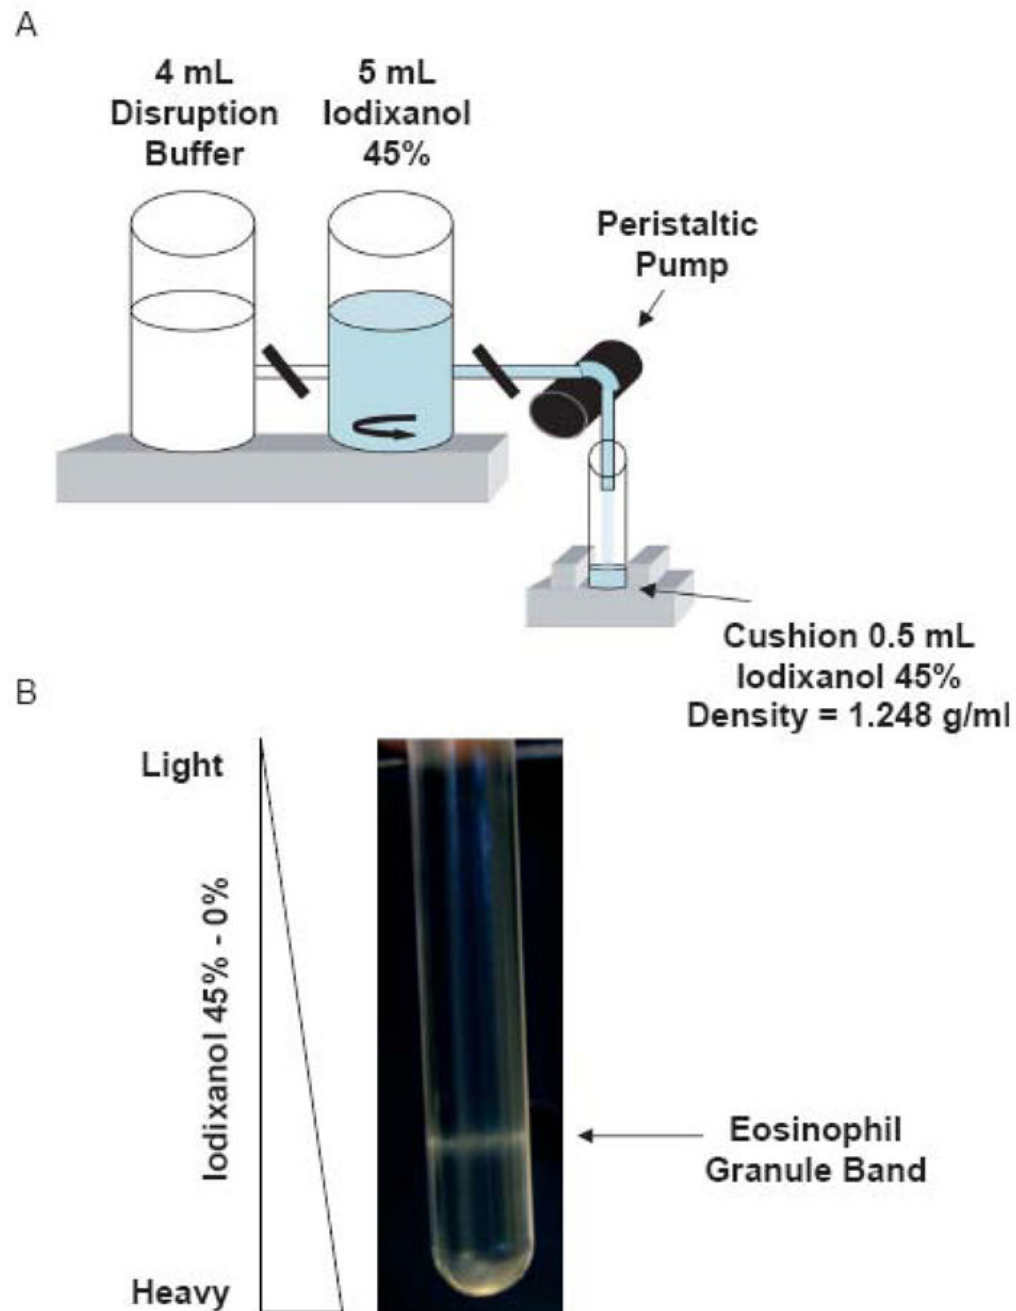 A
4 mL
Disruption
Buffer
5 mL
Iodixanol
45%
Peristaltic
Pump
Cushion 0.5 mL
Iodixanol 45%
Density = 1.248 g/ml
B
Light
Iodixanol 45% - 0%
Heavy
Eosinophil
Granule Band